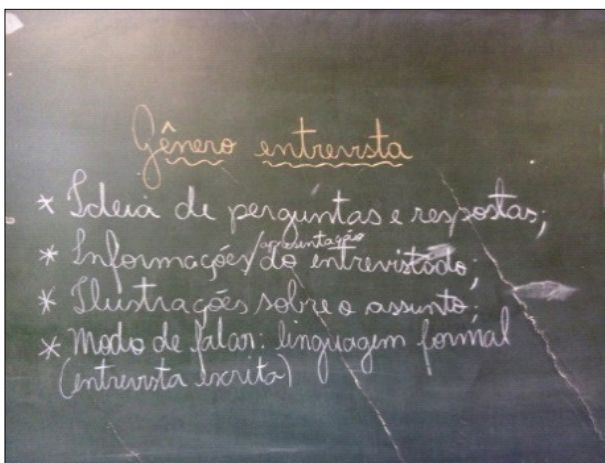 Gênero entrevista
* Ideia de perguntas e respostas;
* Informações/apresentação do entrevistado;
* Ilustrações sobre o assunto;
* Modo de falar: linguagem formal
(entrevista escrita)